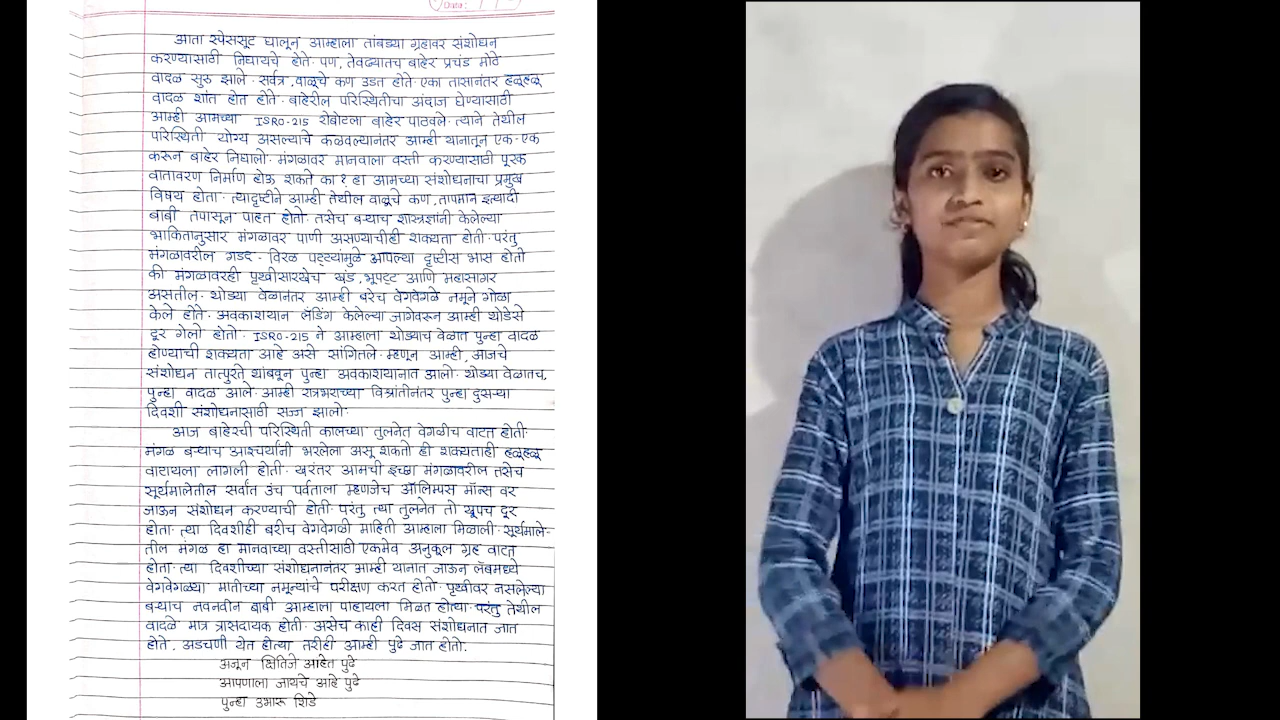 Date:
आता स्पेससूट घालून, आम्हाला तांबड्या ग्रहावर संशोधन
करण्यासाठी निघायचे होते. पण, तेवढ्यातच बाहेर प्रचंड मोठे
वादळ सुरु झाले. सर्वत्र, वाळूचे कण उडत होते. एका तासानंतर हळूहळू
वादळ शांत होत होते. बाहेरील परिस्थितीचा अंदाज घेण्यासाठी
आम्ही आमच्या ISRO-215 रोबोटला बाहेर पाठवले. त्याने तेथील
परिस्थिती योग्य असल्याचे कळवल्यानंतर आम्ही यानातून एक-एक
करून बाहेर निघालो. मंगळावर मानवाला वस्ती करण्यासाठी पूरक
वातावरण निर्माण होऊ शकते का? हा आमच्या संशोधनाचा प्रमुख
विषय होता. त्यादृष्टीने आम्ही तेथील वाळूचे कण, तापमान इत्यादी
बाबी तपासून पाहत होतो. तसेच बऱ्याच शास्त्रज्ञांनी केलेल्या
भाकितानुसार मंगळावर पाणी असण्याचीही शक्यता होती. परंतु
मंगळावरील गडद - विरळ पट्ट्यांमुळे आपल्या दृष्टीस भास होतो
की मंगळावरही पृथ्वीसारखेच खंड, भूपट्ट आणि महासागर
असतील. थोड्या वेळानंतर आम्ही बरेच वेगवेगळे नमूने गोळा
केले होते. अवकाशयान लँडिंग केलेल्या जागेवरून आम्ही थोडेसे
दूर गेलो होतो. ISRO-215 ने आम्हाला थोड्याच वेळात पुन्हा वादळ
होण्याची शक्यता आहे असे सांगितले. म्हणून आम्ही, आजचे
संशोधन तात्पुरते थांबवून पुन्हा अवकाशयानात आलो. थोड्या वेळातच,
पुन्हा वादळ आले. आम्ही रात्रभराच्या विश्रांतीनंतर पुन्हा दुसऱ्या
दिवशी संशोधनासाठी सज्ज झालो.
आज बाहेरची परिस्थिती कालच्या तुलनेत वेगळीच वाटत होती.
मंगळ बऱ्याच आश्चर्यांनी भरलेला असू शकतो ही शक्यताही हळूहळू
वाटायला लागली होती. खरंतर आमची इच्छा मंगळावरील तसेच
सूर्यमालेतील सर्वात उंच पर्वताला म्हणजेच ऑलिम्पस मॉन्स वर
जाऊन संशोधन करण्याची होती परंतु त्या तुलनेत तो खूपच दूर
होता. त्या दिवशीही बरीच वेगवेगळी माहिती आम्हाला मिळाली. सूर्यमाले-
तील मंगळ हा मानवाच्या वस्तीसाठी एकमेव अनुकूल ग्रह वाटत
होता. त्या दिवशीच्या संशोधनानंतर आम्ही यानात जाऊन लॅबमध्ये
वेगवेगळ्या मातीच्या नमून्यांचे परीक्षण करत होतो. पृथ्वीवर नसलेल्या
बऱ्याच नवनवीन बाबी आम्हाला पाहायला मिळत होत्या. परंतु तेथील
वादळे मात्र त्रासदायक होती. असेच काही दिवस संशोधनात जात
होते. अडचणी येत होत्या तरीही आम्ही पुढे जात होतो.
अजून क्षितिजे आहेत पुढे
आपणाला जायचे आहे पुढे
पुन्हा उभारू शिडे